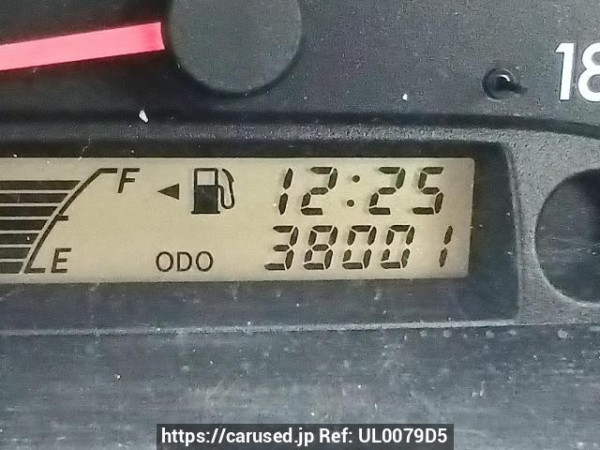 18
F 12:25
E ODO 38001
https://carused.jp Ref: UL0079D5